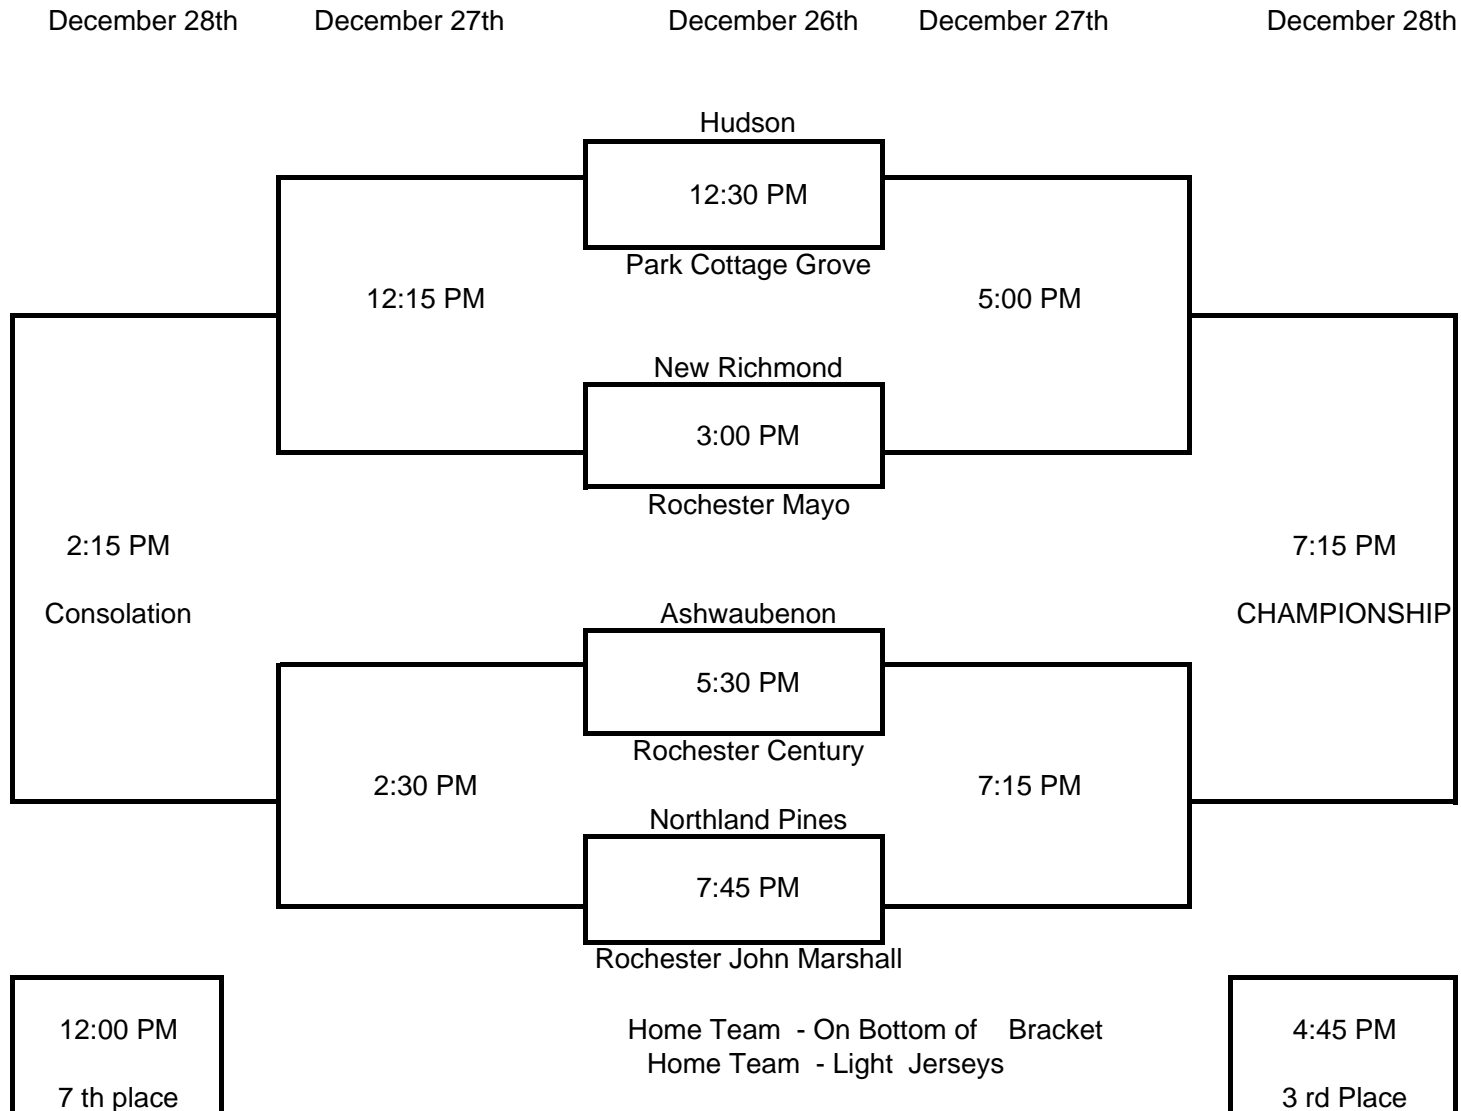 December 28th December 27th December 26th December 27th December 28th
Hudson
12:30 PM
Park Cottage Grove
12:15 PM 5:00 PM
New Richmond
3:00 PM
Rochester Mayo
2:15 PM 7:15 PM
Consolation Ashwaubenon CHAMPIONSHIP
5:30 PM
Rochester Century
2:30 PM 7:15 PM
Northland Pines
7:45 PM
Rochester John Marshall
12:00 PM Home Team - On Bottom of Bracket 4:45 PM
Home Team - Light Jerseys
7 th place 3 rd Place